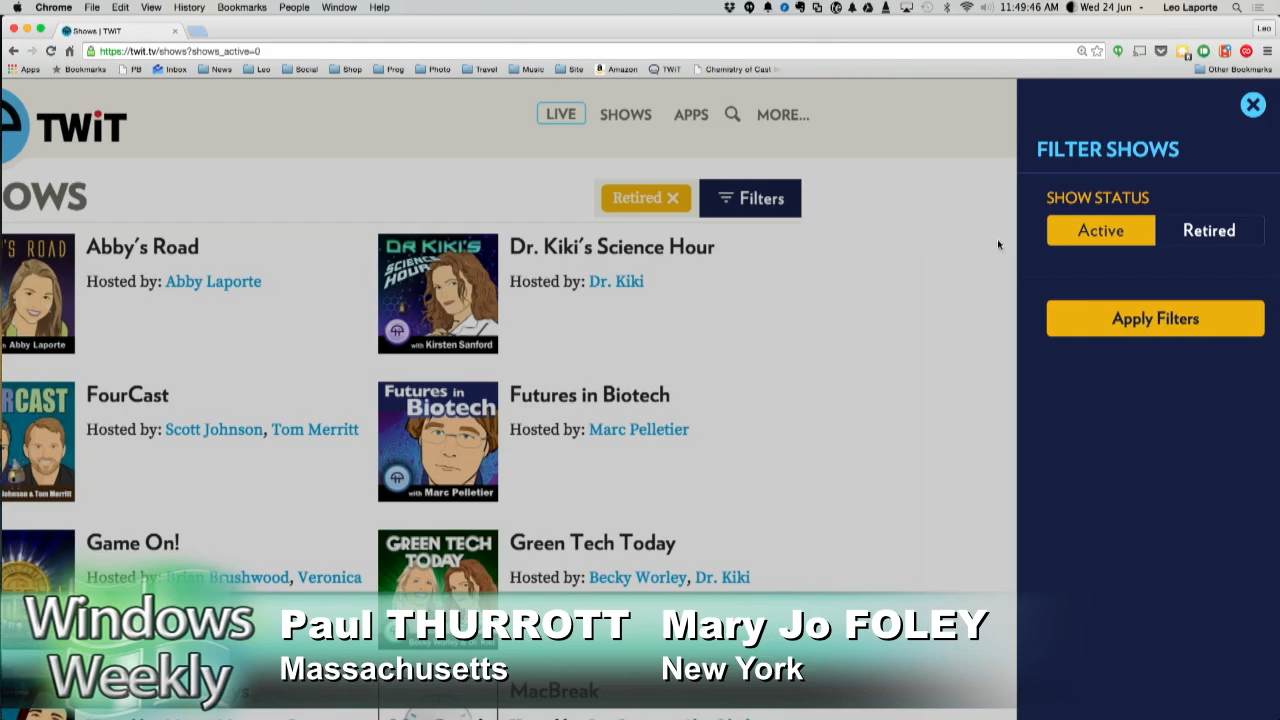 Chrome File Edit View History Bookmarks People Window Help 11:49:46 AM Wed 24 Jun Leo Laporte
Shows | TWiT Leo
https://twit.tv/shows?shows_active=0
Apps Bookmarks PB Inbox News Leo Social Shop Prog Photo Travel Music Site Amazon TWiT Chemistry of Cast Other Bookmarks
TWiT LIVE SHOWS APPS MORE...
FILTER SHOWS
OWS Retired Filters
SHOW STATUS
Active Retired
Apply Filters
'S ROAD
Abby Laporte
Abby's Road
Hosted by: Abby Laporte
DR KIKI'S
SCIENCE
HOUR
with Kirsten Sanford
Dr. Kiki's Science Hour
Hosted by: Dr. Kiki
RCAST
Johnson & Tom Merritt
FourCast
Hosted by: Scott Johnson, Tom Merritt
Futures in
Biotech
with Marc Pelletier
Futures in Biotech
Hosted by: Marc Pelletier
Game On!
Hosted by: Brian Brushwood, Veronica
GREEN TECH
TODAY
Green Tech Today
Hosted by: Becky Worley, Dr. Kiki
MacBreak
Windows
Weekly
Paul THURROTT
Massachusetts
Mary Jo FOLEY
New York